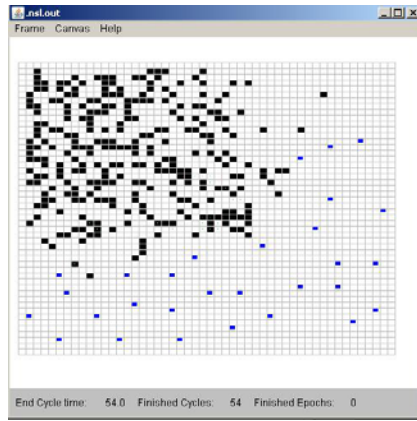 .nsl.out
Frame Canvas Help
End Cycle time: 54.0 Finished Cycles: 54 Finished Epochs: 0